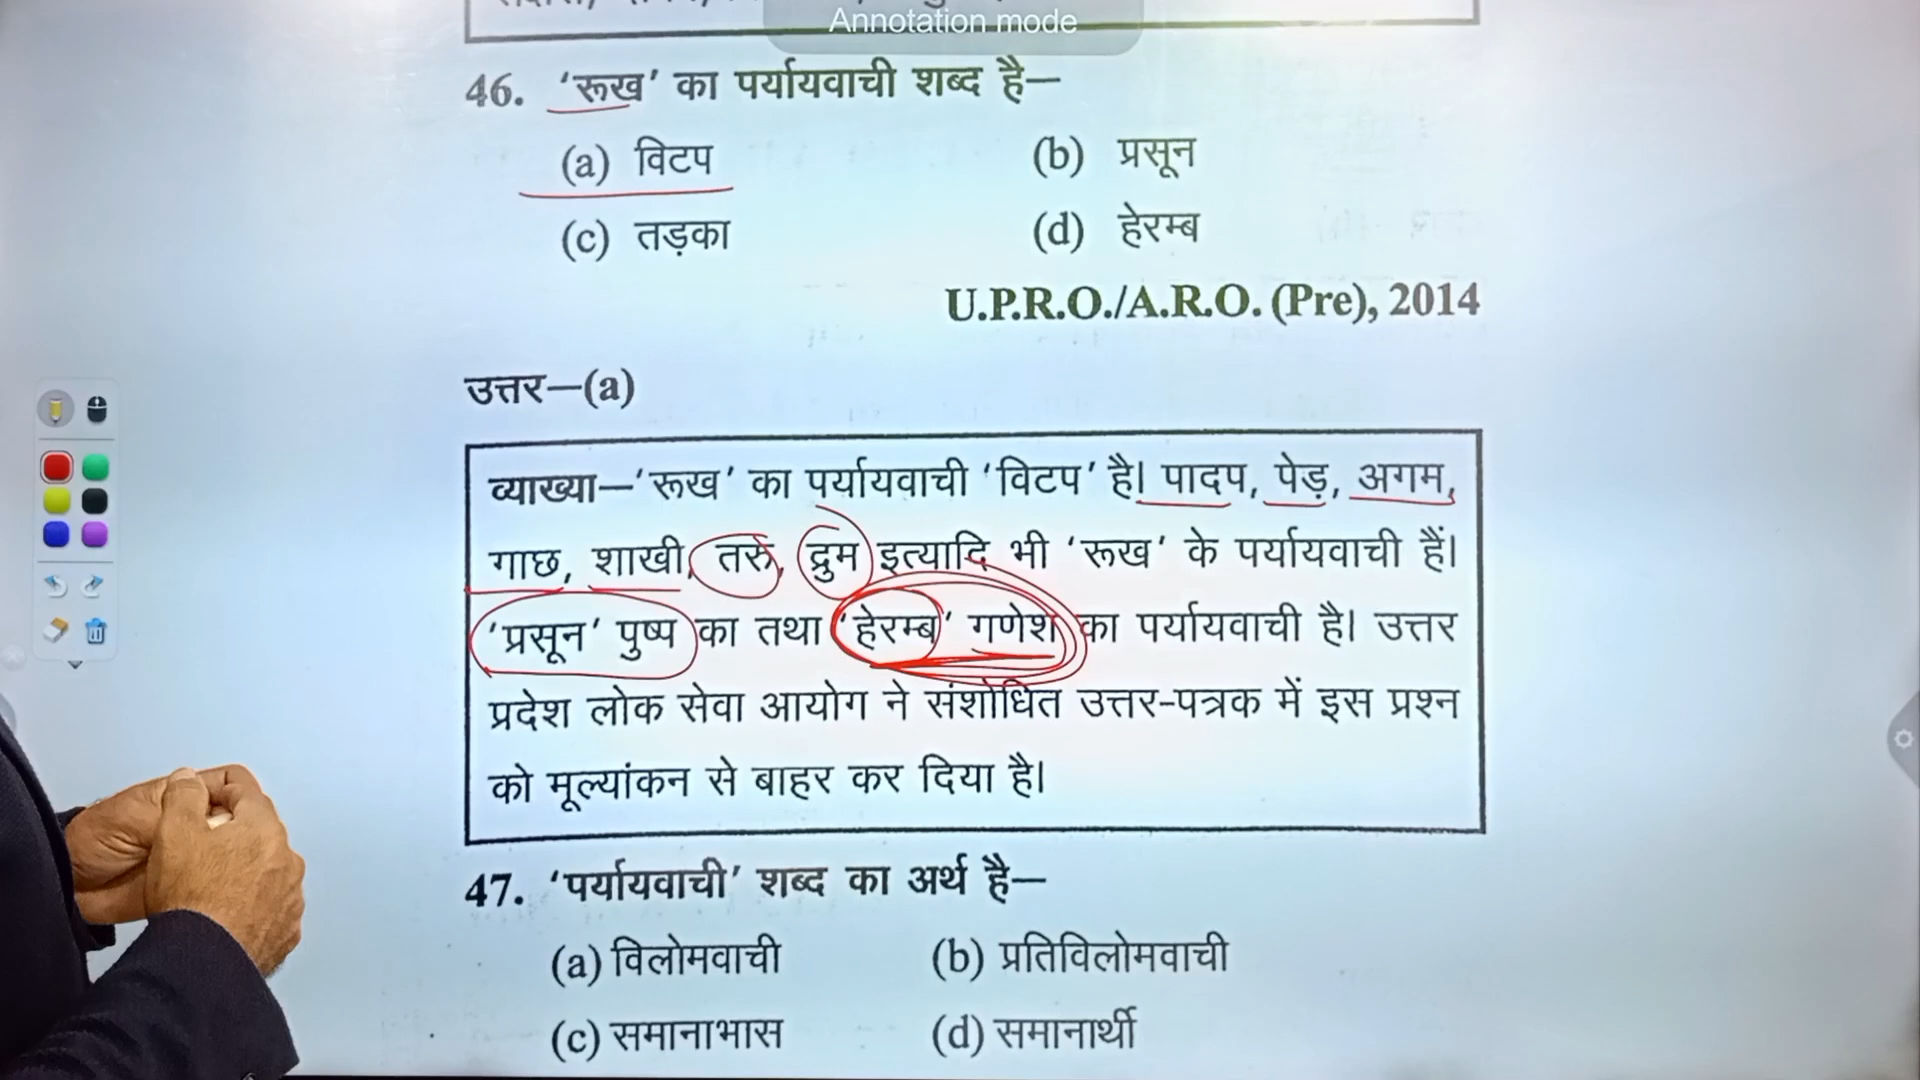 Annotation mode
46. 'रूख' का पर्यायवाची शब्द है–
(a) विटप (b) प्रसून
(c) तड़का (d) हेरम्ब
U.P.R.O./A.R.O. (Pre), 2014
उत्तर–(a)
व्याख्या–'रूख' का पर्यायवाची 'विटप' है। पादप, पेड़, अगम,
गाछ, शाखी, तरु, द्रुम इत्यादि भी 'रूख' के पर्यायवाची हैं।
'प्रसून' पुष्प का तथा 'हेरम्ब' गणेश का पर्यायवाची है। उत्तर
प्रदेश लोक सेवा आयोग ने संशोधित उत्तर-पत्रक में इस प्रश्न
को मूल्यांकन से बाहर कर दिया है।
47. 'पर्यायवाची' शब्द का अर्थ है–
(a) विलोमवाची (b) प्रतिविलोमवाची
(c) समानाभास (d) समानार्थी